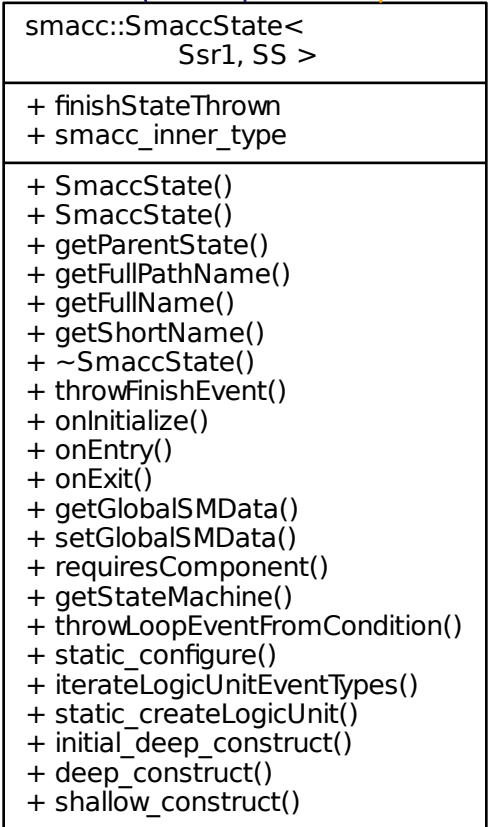 smacc::SmaccState<
Ssr1, SS >
+ finishStateThrown
+ smacc_inner_type
+ SmaccState()
+ SmaccState()
+ getParentState()
+ getFullPathName()
+ getFullName()
+ getShortName()
+ ~SmaccState()
+ throwFinishEvent()
+ onInitialize()
+ onEntry()
+ onExit()
+ getGlobalSMData()
+ setGlobalSMData()
+ requiresComponent()
+ getStateMachine()
+ throwLoopEventFromCondition()
+ static_configure()
+ iterateLogicUnitEventTypes()
+ static_createLogicUnit()
+ initial_deep_construct()
+ deep_construct()
+ shallow_construct()